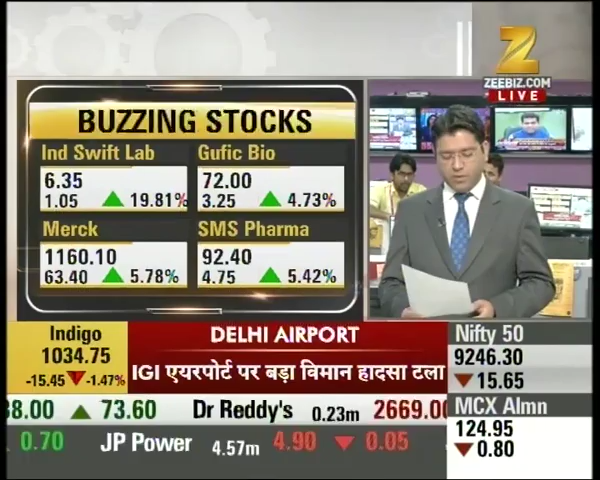 Z
ZEEBIZ.COM
LIVE
BUZZING STOCKS
Ind Swift Lab
6.35
1.05 19.81%
Gufic Bio
72.00
3.25 4.73%
Merck
1160.10
63.40 5.78%
SMS Pharma
92.40
4.75 5.42%
Indigo
1034.75
-15.45 -1.47%
DELHI AIRPORT
IGI एयरपोर्ट पर बड़ा विमान हादसा टला
Nifty 50
9246.30
15.65
MCX Almn
124.95
0.80
38.00 73.60 Dr Reddy's 0.23m 2669.00
0.70 JP Power 4.57m 4.90 0.05